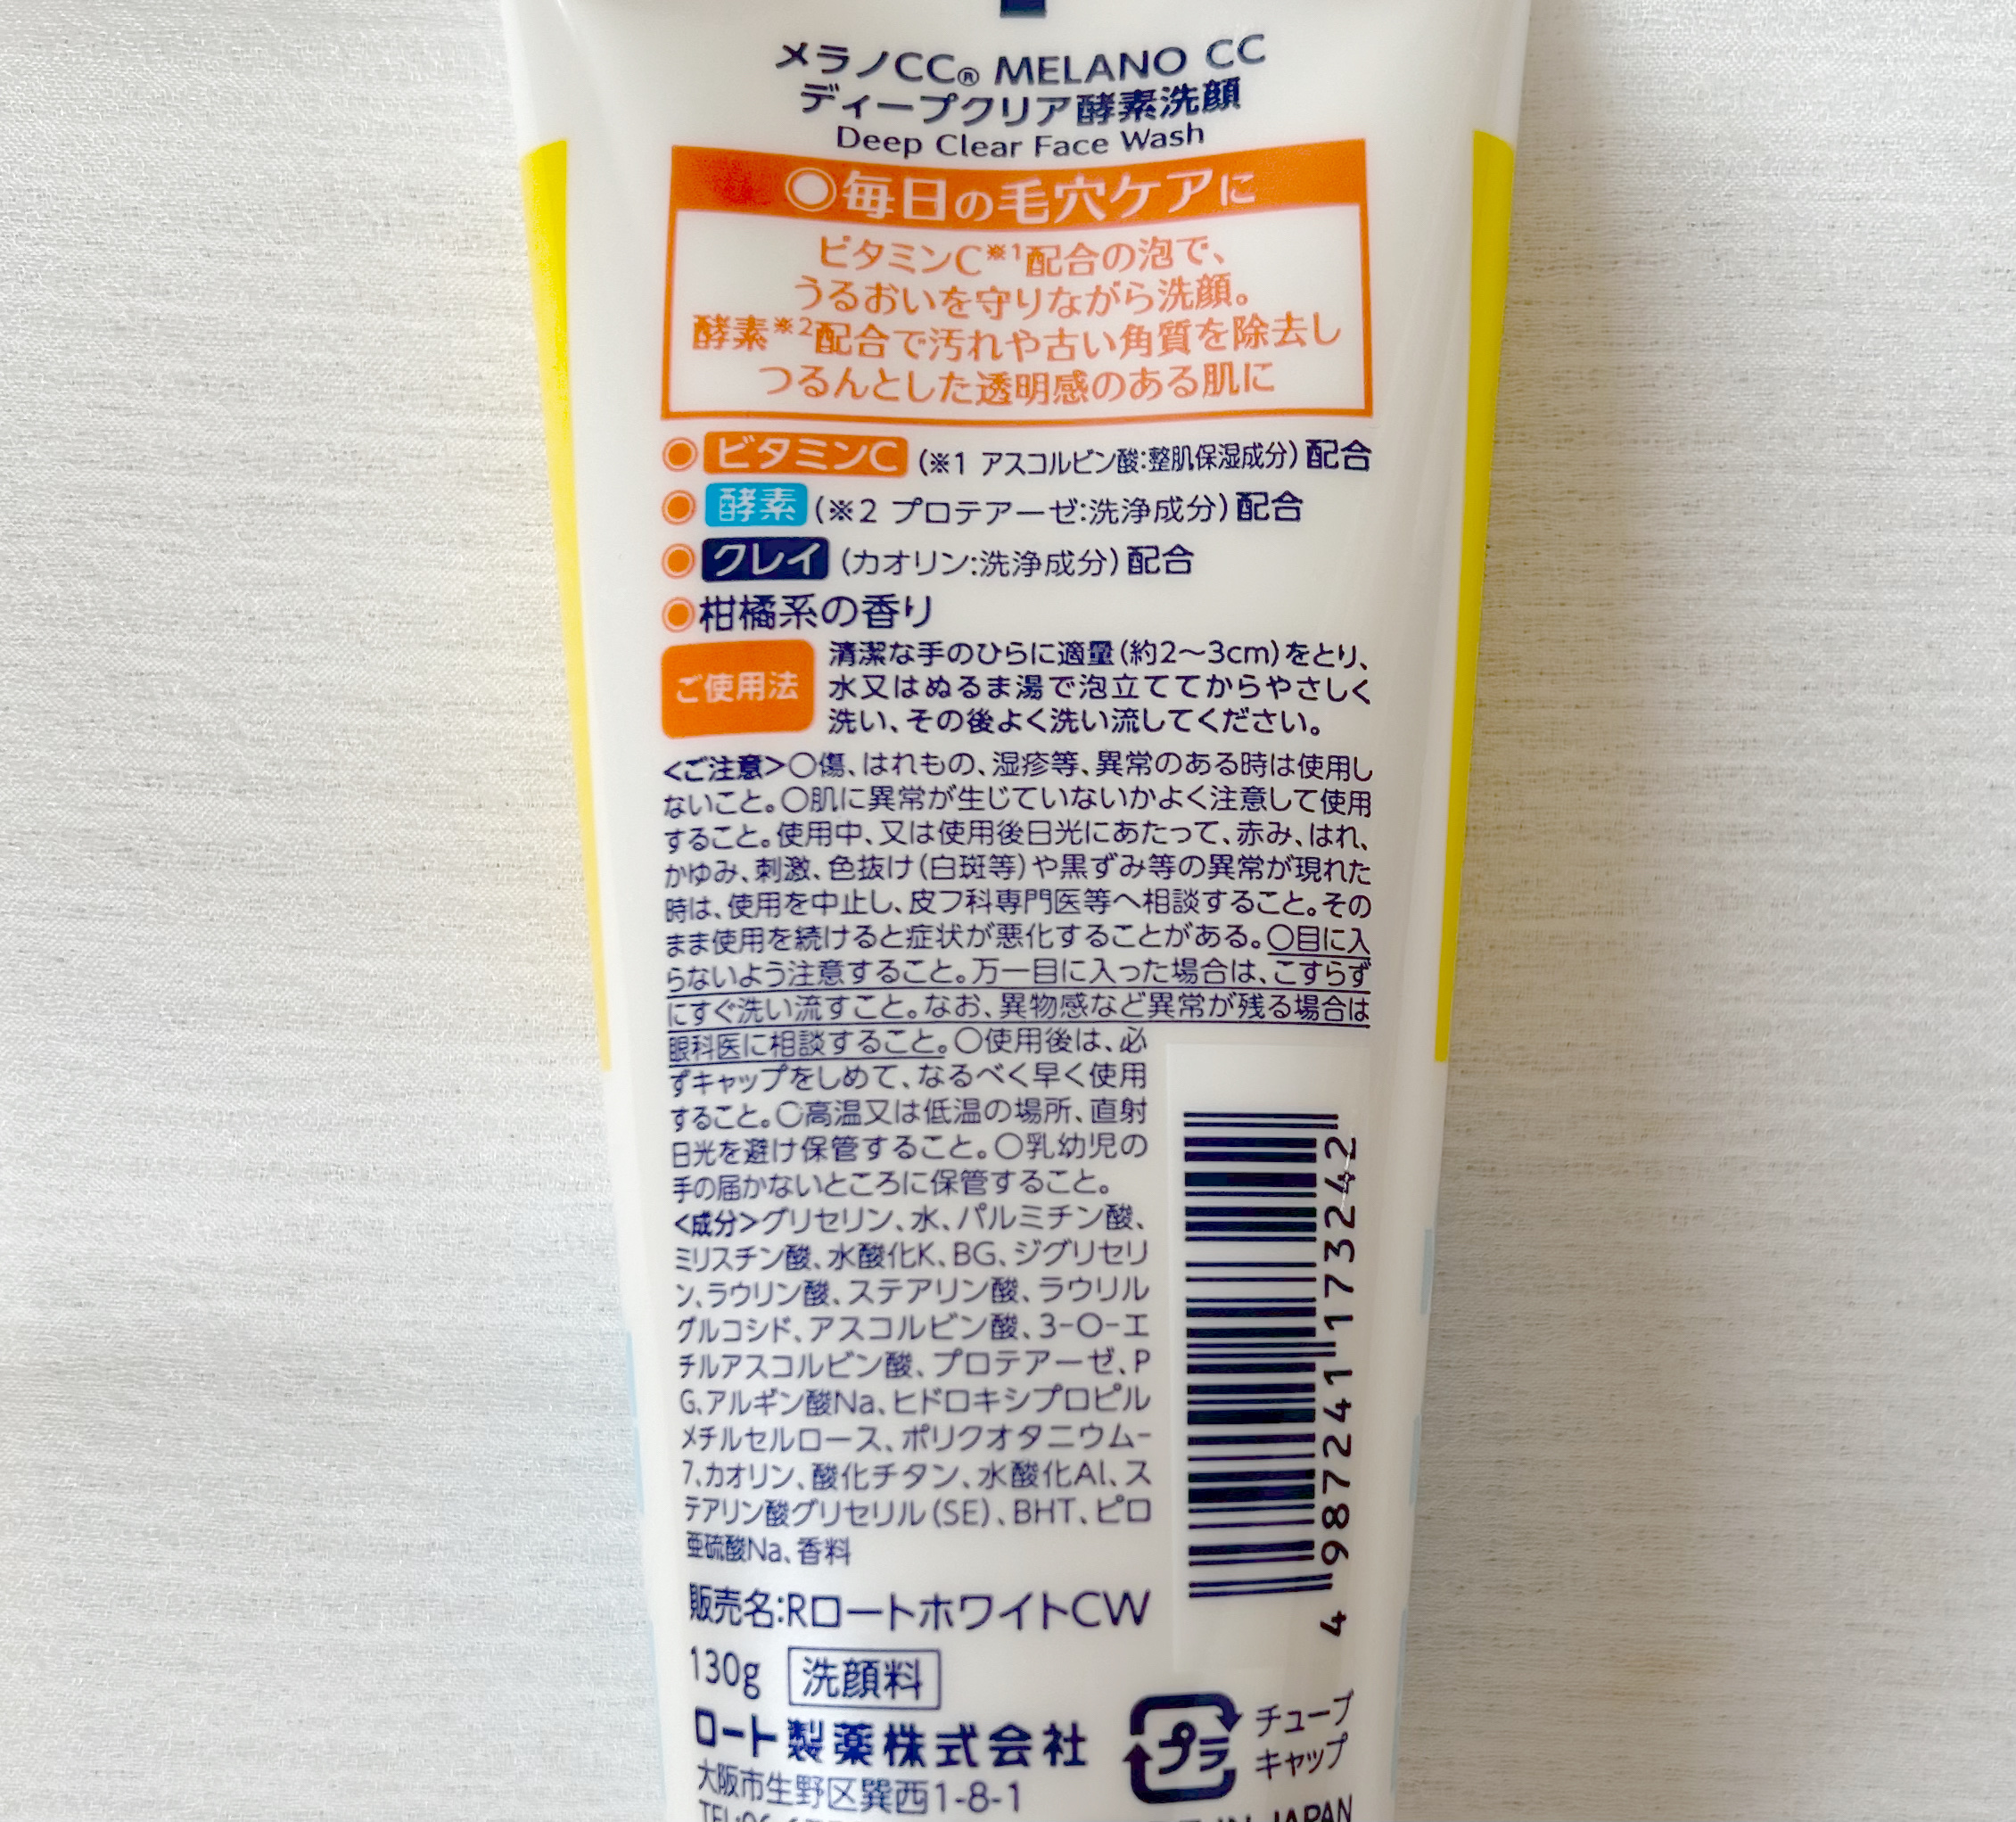 メラノCC® MELANO CC
ディープクリア酵素洗顔
Deep Clear Face Wash
◎毎日の毛穴ケアに
ビタミンC※1配合の泡で、
うるおいを守りながら洗顔。
酵素※2配合で汚れや古い角質を除去し
つるんとした透明感のある肌に
ビタミンC(※1 アスコルビン酸:整肌保湿成分)配合
酵素(※2 プロテアーゼ:洗浄成分)配合
クレイ(カオリン:洗浄成分)配合
柑橘系の香り
ご使用法
清潔な手のひらに適量(約2〜3cm)をとり、
水又はぬるま湯で泡立ててからやさしく
洗い、その後よく洗い流してください。
<ご注意>○傷、はれもの、湿疹等、異常のある時は使用し
ないこと。○肌に異常が生じていないかよく注意して使用
すること。使用中、又は使用後日光にあたって、赤み、はれ、
かゆみ、刺激、色抜け(白斑等)や黒ずみ等の異常が現れた
時は、使用を中止し、皮フ科専門医等へ相談すること。その
まま使用を続けると症状が悪化することがある。○目に入
らないよう注意すること。万一目に入った場合は、こすらず
にすぐ洗い流すこと。なお、異物感など異常が残る場合は
眼科医に相談すること。○使用後は、必
ずキャップをしめて、なるべく早く使用
すること。○高温又は低温の場所、直射
日光を避け保管すること。○乳幼児の
手の届かないところに保管すること。
<成分>グリセリン、水、パルミチン酸、
ミリスチン酸、水酸化K、BG、ジグリセリ
ン、ラウリン酸、ステアリン酸、ラウリル
グルコシド、アスコルビン酸、3-O-エ
チルアスコルビン酸、プロテアーゼ、P
G、アルギン酸Na、ヒドロキシプロピル
メチルセルロース、ポリクオタニウム-
7、カオリン、酸化チタン、水酸化Al、ス
テアリン酸グリセリル(SE)、BHT、ピロ
亜硫酸Na、香料
4 987241 173242
販売名:RロートホワイトCW
130g 洗顔料
ロート製薬株式会社
大阪市生野区巽西1-8-1
プラ
チューブ
キャップ
IN JAPAN